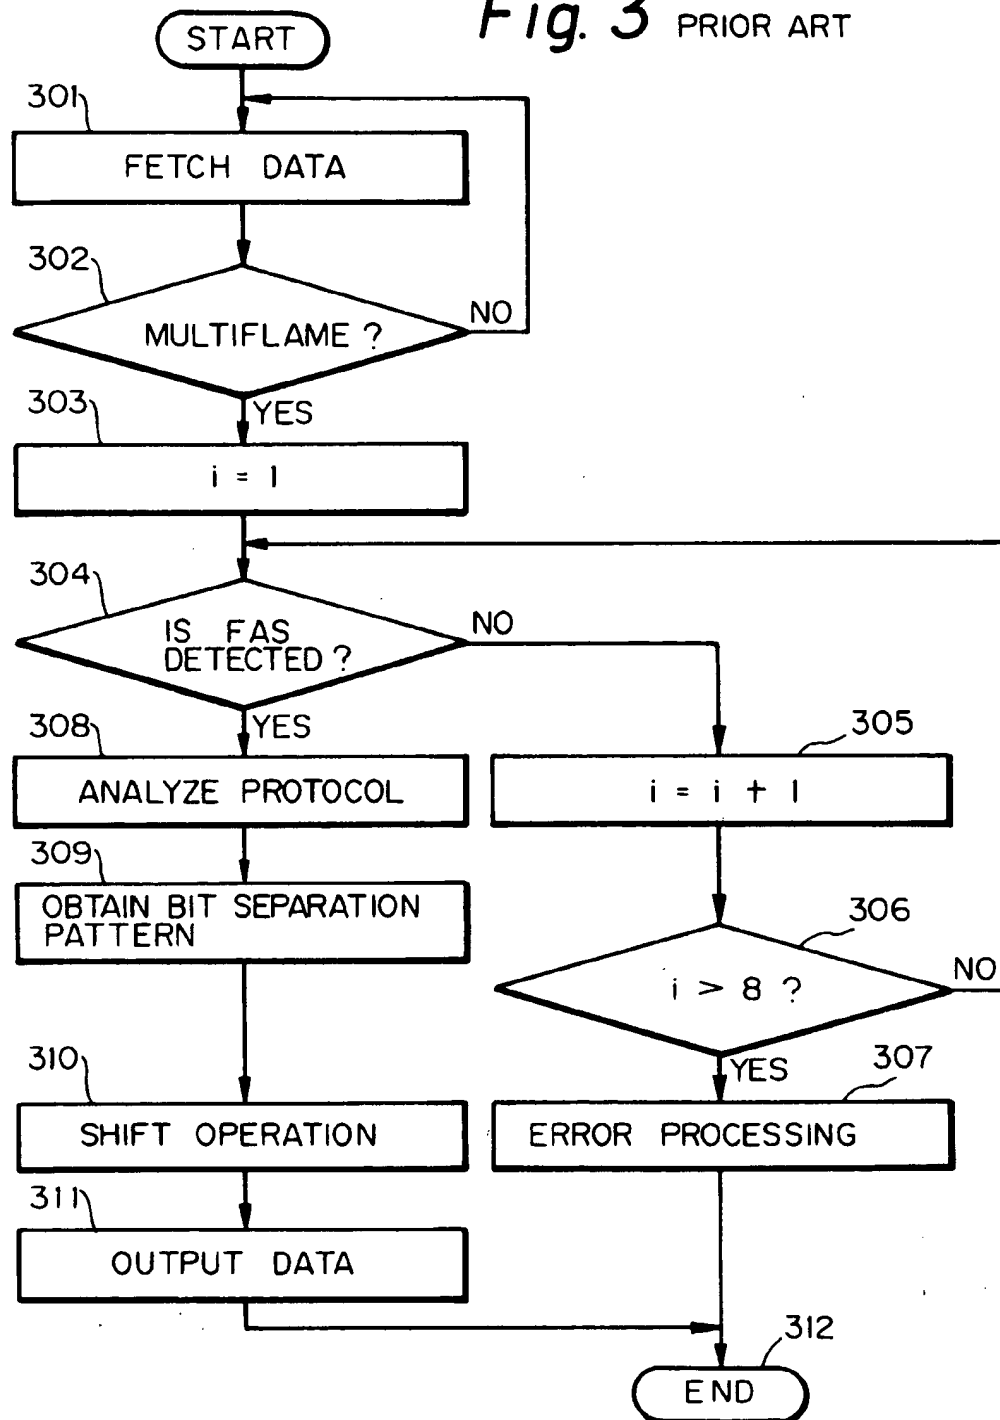 Fig. 3 PRIOR ART
START
301
FETCH DATA
302
MULTIFLAME ?
NO
YES
303
i = 1
304
IS FAS
DETECTED ?
NO
YES
308
ANALYZE PROTOCOL
305
i = i + 1
309
OBTAIN BIT SEPARATION
PATTERN
306
i > 8 ?
NO
YES
310
SHIFT OPERATION
307
ERROR PROCESSING
311
OUTPUT DATA
312
END